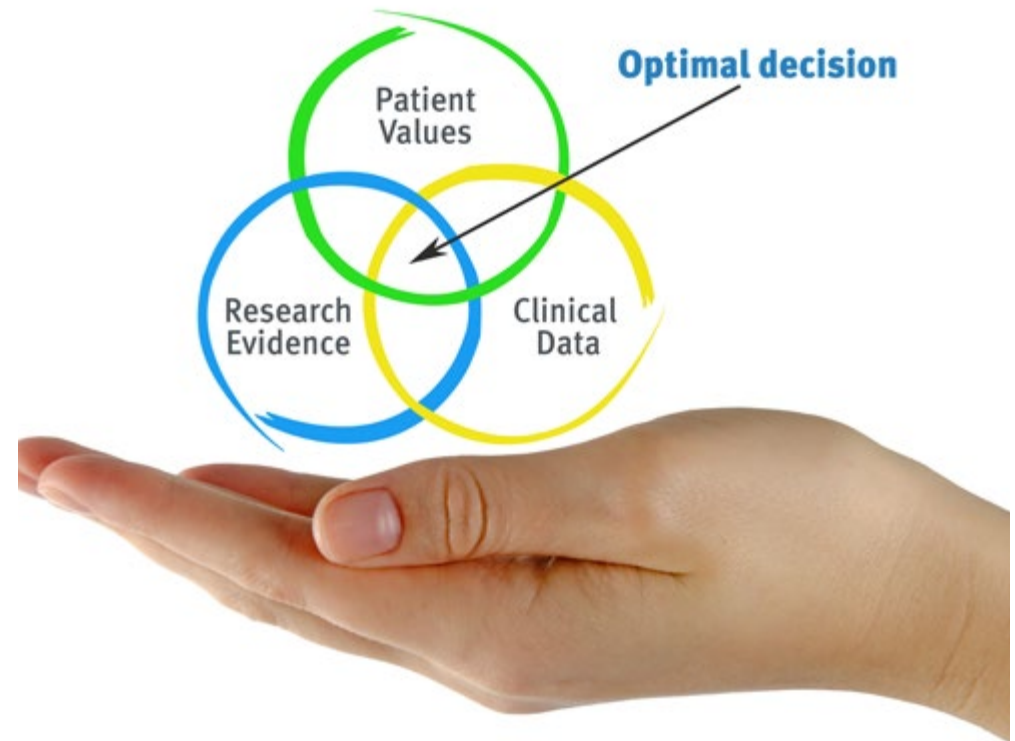 Optimal decision
Patient
Values
Research
Evidence
Clinical
Data